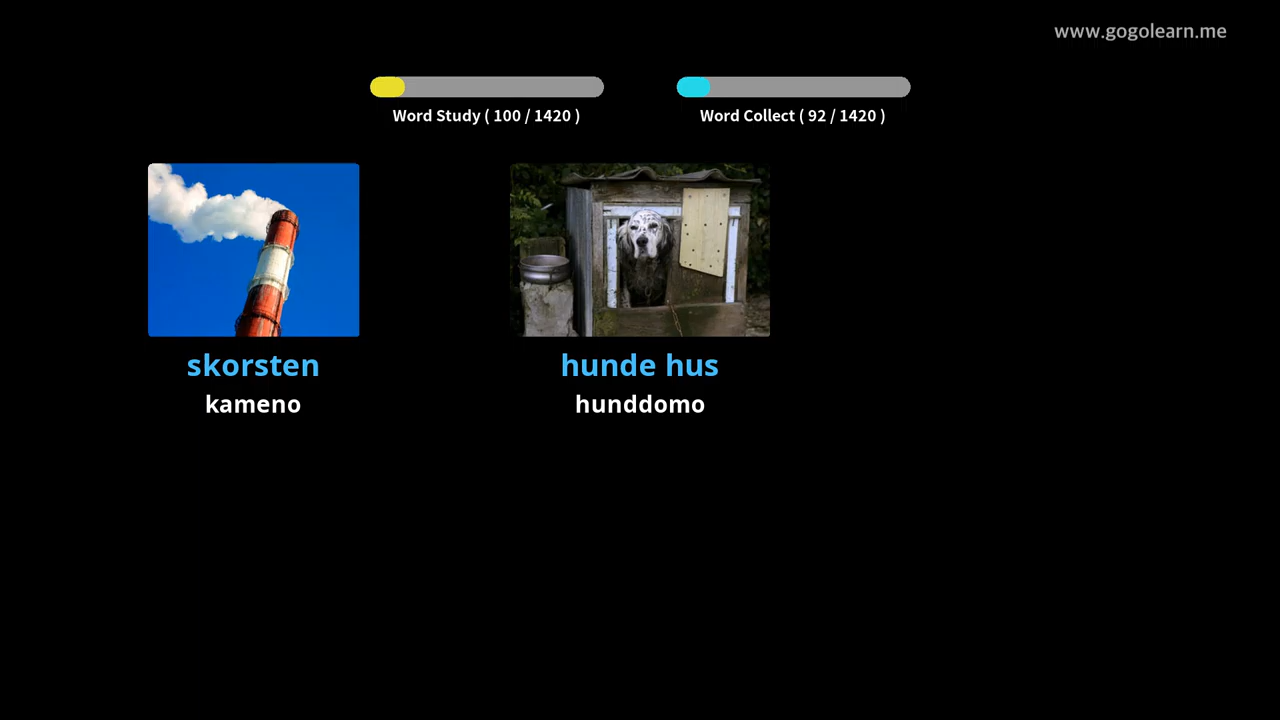 www.gogolearn.me
Word Study ( 100 / 1420 )
Word Collect ( 92 / 1420 )
skorsten
kameno
hunde hus
hunddomo